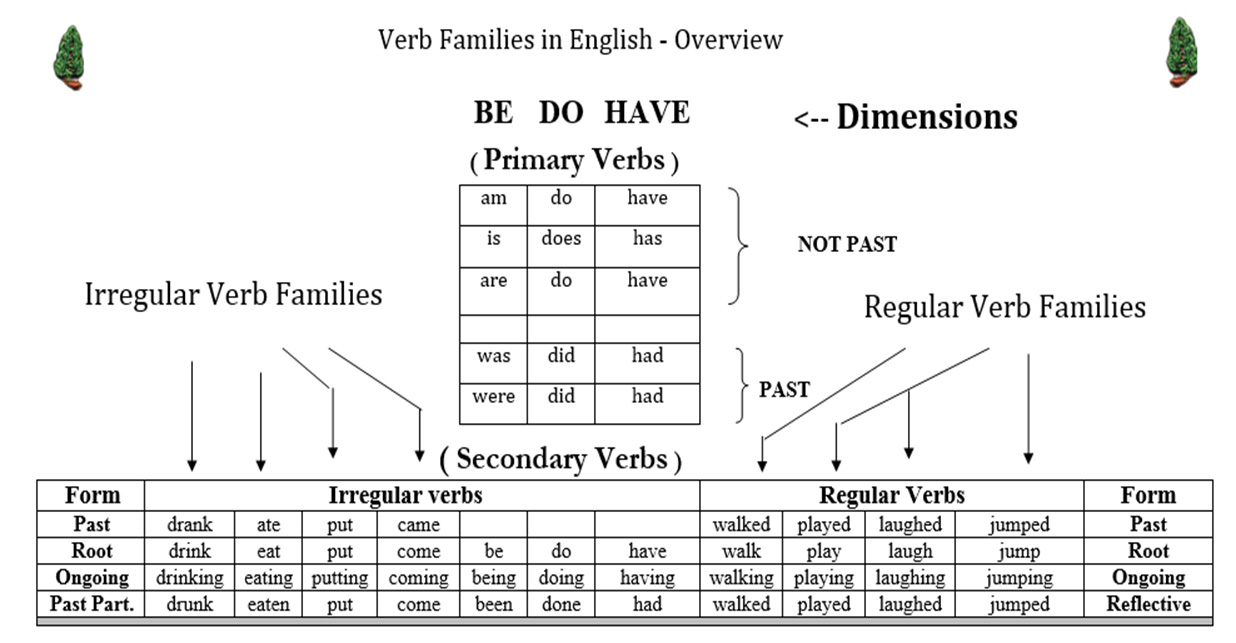 Verb Families in English - Overview
BE DO HAVE <-- Dimensions
( Primary Verbs )
am do have
is does has
NOT PAST
are do have
Irregular Verb Families
Regular Verb Families
was did had
PAST
were did had
( Secondary Verbs )
Form Irregular verbs Regular Verbs Form
Past drank ate put came walked played laughed jumped Past
Root drink eat put come be do have walk play laugh jump Root
Ongoing drinking eating putting coming being doing having walking playing laughing jumping Ongoing
Past Part. drunk eaten put come been done had walked played laughed jumped Reflective